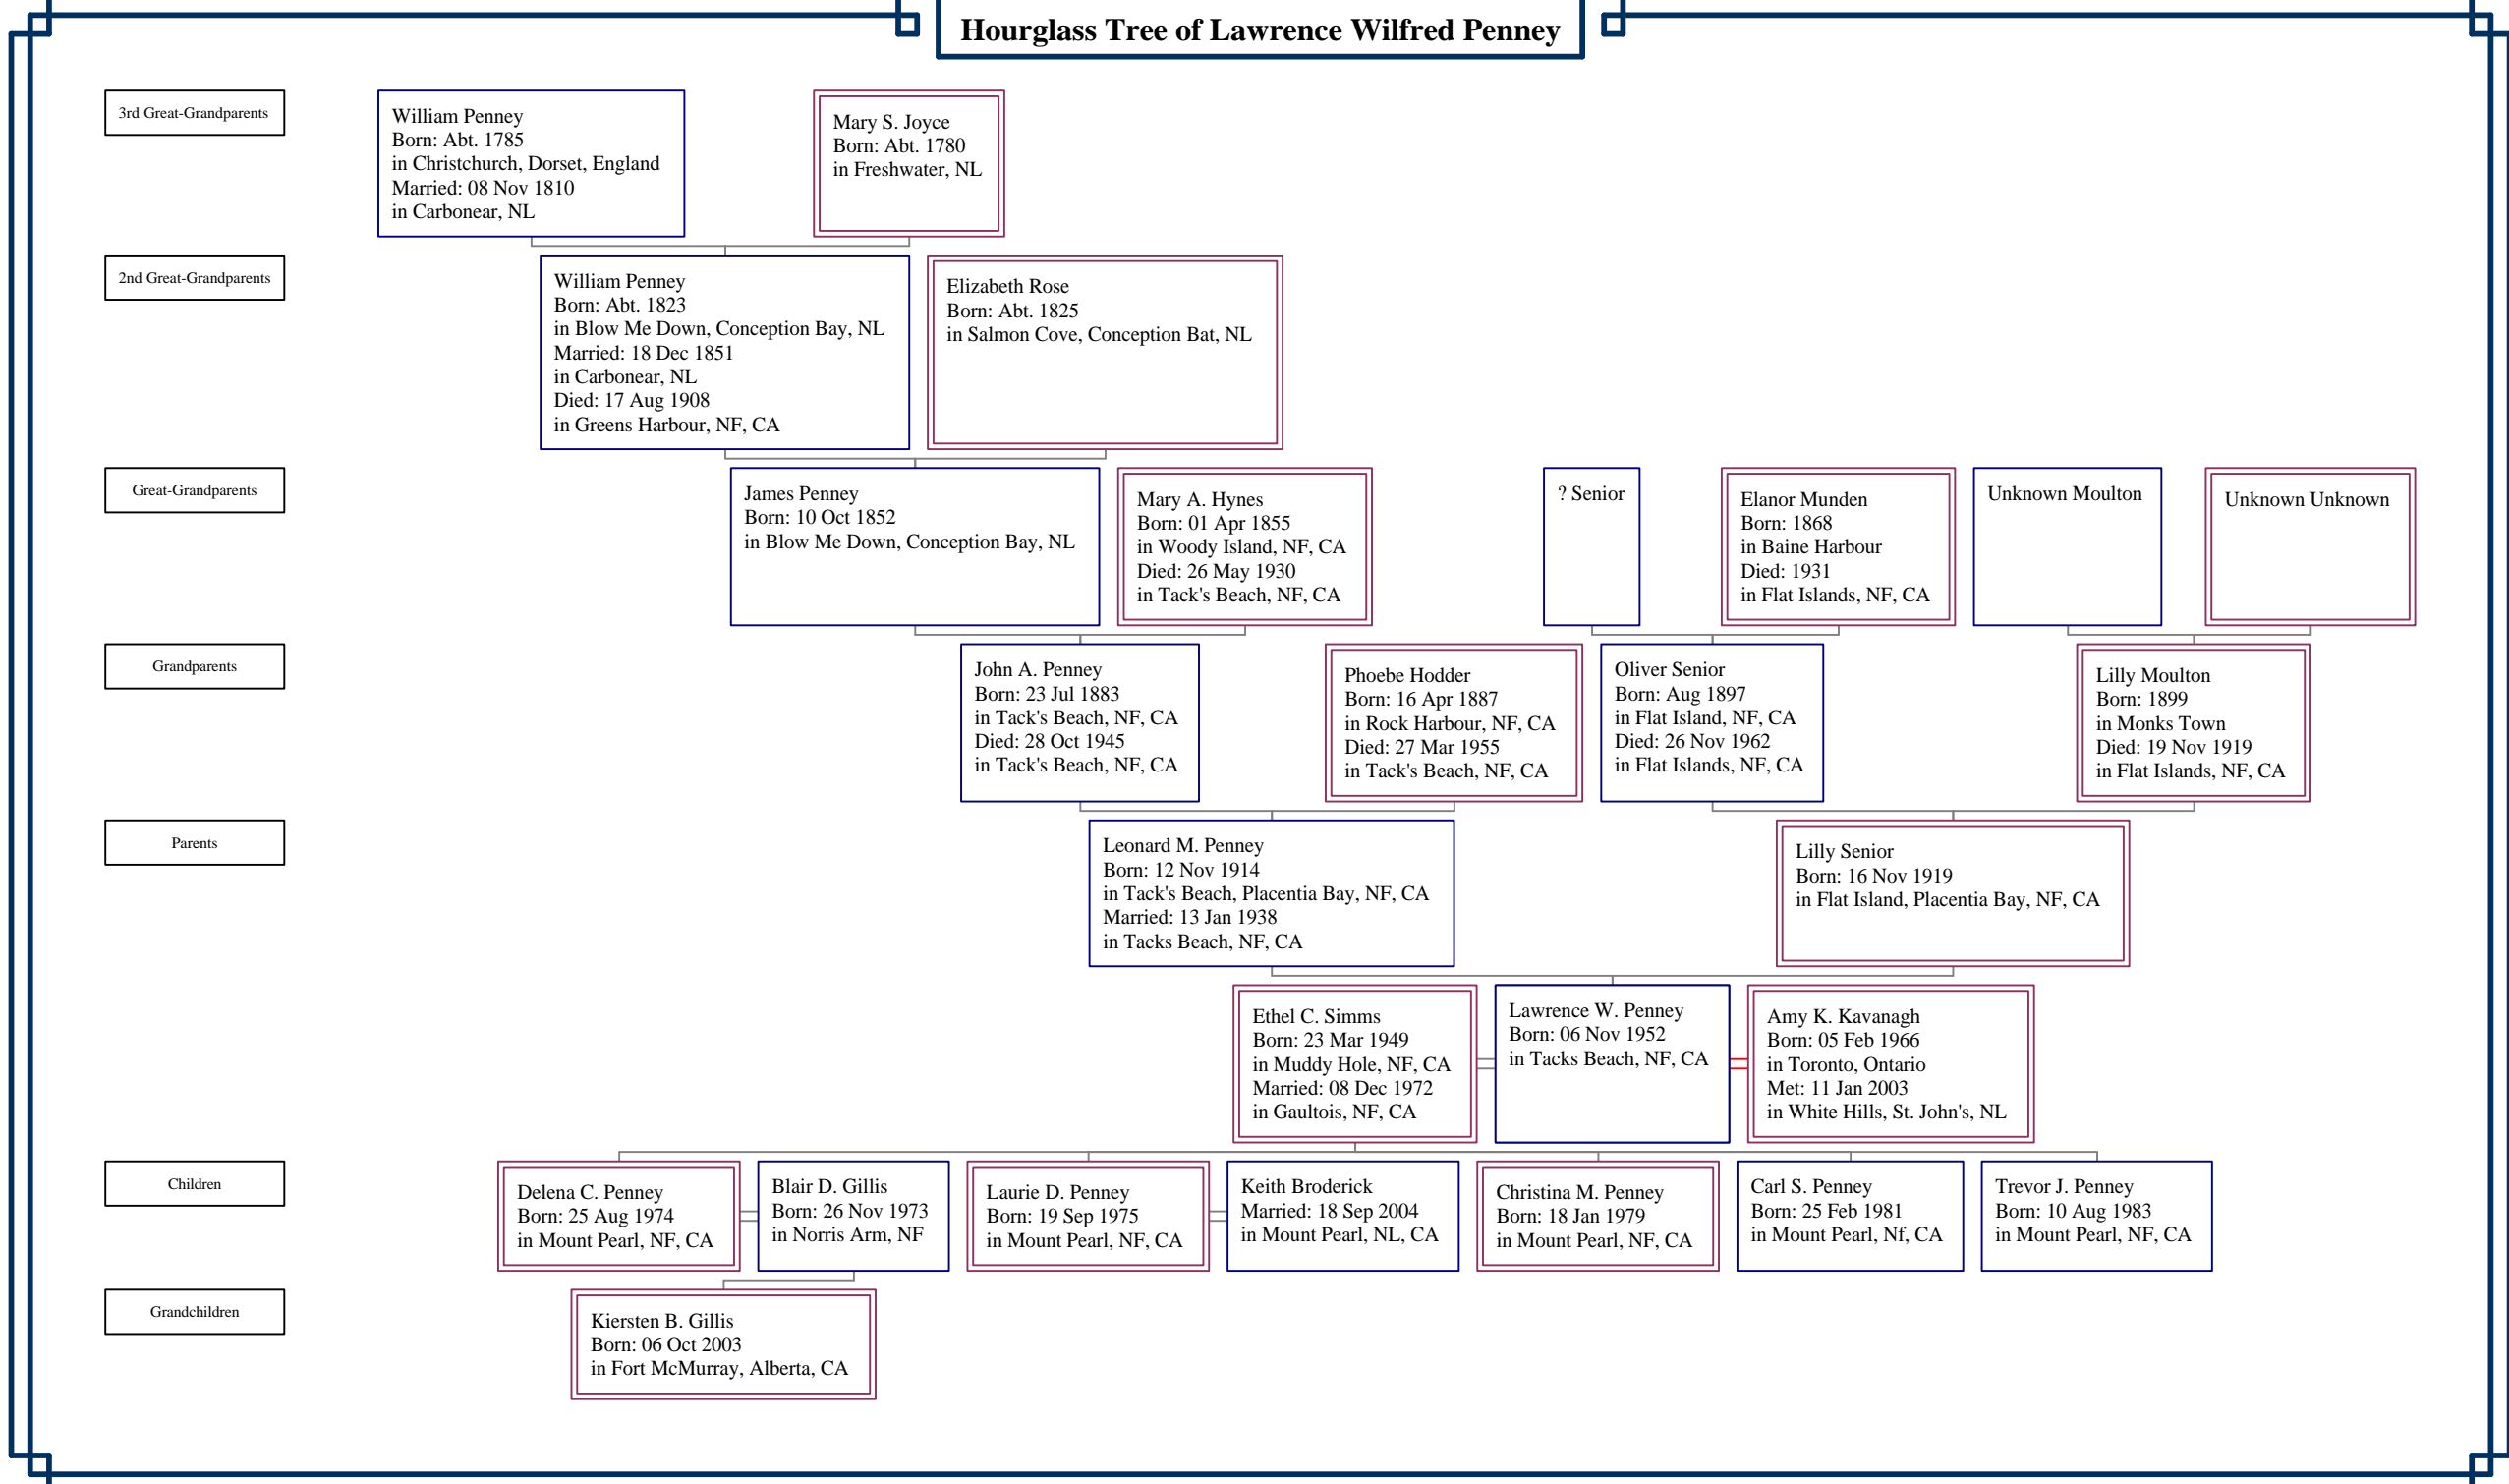 Hourglass Tree of Lawrence Wilfred Penney
3rd Great-Grandparents
William Penney
Born: Abt. 1785
in Christchurch, Dorset, England
Married: 08 Nov 1810
in Carbonear, NL
Mary S. Joyce
Born: Abt. 1780
in Freshwater, NL
2nd Great-Grandparents
William Penney
Born: Abt. 1823
in Blow Me Down, Conception Bay, NL
Married: 18 Dec 1851
in Carbonear, NL
Died: 17 Aug 1908
in Greens Harbour, NF, CA
Elizabeth Rose
Born: Abt. 1825
in Salmon Cove, Conception Bat, NL
Great-Grandparents
James Penney
Born: 10 Oct 1852
in Blow Me Down, Conception Bay, NL
Mary A. Hynes
Born: 01 Apr 1855
in Woody Island, NF, CA
Died: 26 May 1930
in Tack's Beach, NF, CA
? Senior
Elanor Munden
Born: 1868
in Baine Harbour
Died: 1931
in Flat Islands, NF, CA
Unknown Moulton
Unknown Unknown
Grandparents
John A. Penney
Born: 23 Jul 1883
in Tack's Beach, NF, CA
Died: 28 Oct 1945
in Tack's Beach, NF, CA
Phoebe Hodder
Born: 16 Apr 1887
in Rock Harbour, NF, CA
Died: 27 Mar 1955
in Tack's Beach, NF, CA
Oliver Senior
Born: Aug 1897
in Flat Island, NF, CA
Died: 26 Nov 1962
in Flat Islands, NF, CA
Lilly Moulton
Born: 1899
in Monks Town
Died: 19 Nov 1919
in Flat Islands, NF, CA
Parents
Leonard M. Penney
Born: 12 Nov 1914
in Tack's Beach, Placentia Bay, NF, CA
Married: 13 Jan 1938
in Tacks Beach, NF, CA
Lilly Senior
Born: 16 Nov 1919
in Flat Island, Placentia Bay, NF, CA
Ethel C. Simms
Born: 23 Mar 1949
in Muddy Hole, NF, CA
Married: 08 Dec 1972
in Gaultois, NF, CA
Lawrence W. Penney
Born: 06 Nov 1952
in Tacks Beach, NF, CA
Amy K. Kavanagh
Born: 05 Feb 1966
in Toronto, Ontario
Met: 11 Jan 2003
in White Hills, St. John's, NL
Children
Delena C. Penney
Born: 25 Aug 1974
in Mount Pearl, NF, CA
Blair D. Gillis
Born: 26 Nov 1973
in Norris Arm, NF
Laurie D. Penney
Born: 19 Sep 1975
in Mount Pearl, NF, CA
Keith Broderick
Married: 18 Sep 2004
in Mount Pearl, NL, CA
Christina M. Penney
Born: 18 Jan 1979
in Mount Pearl, NF, CA
Carl S. Penney
Born: 25 Feb 1981
in Mount Pearl, Nf, CA
Trevor J. Penney
Born: 10 Aug 1983
in Mount Pearl, NF, CA
Grandchildren
Kiersten B. Gillis
Born: 06 Oct 2003
in Fort McMurray, Alberta, CA